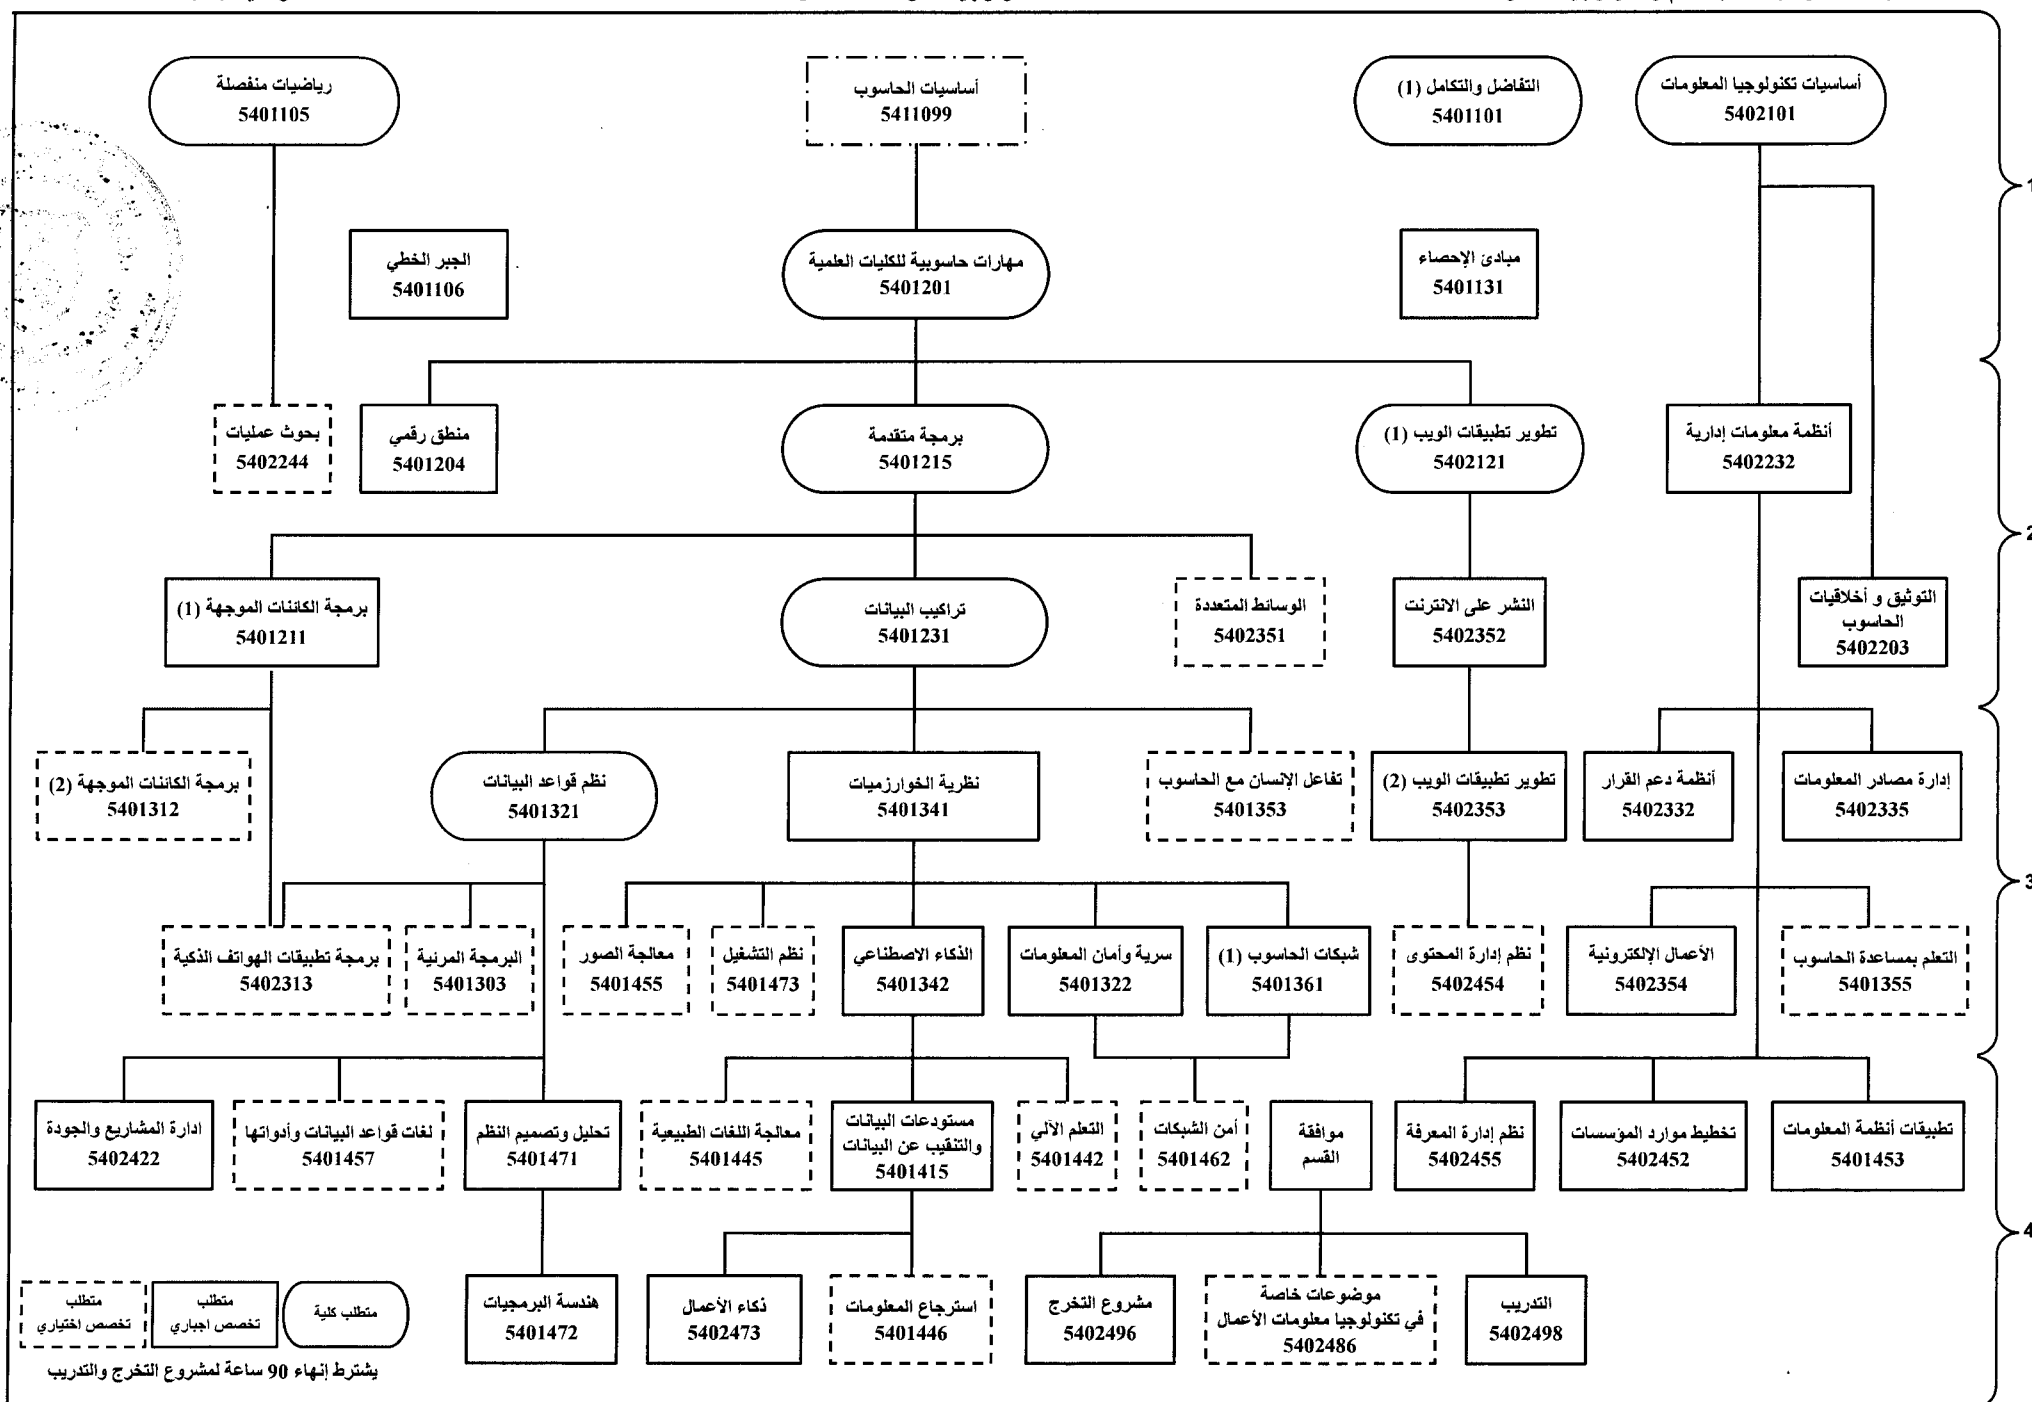 أساسيات تكنولوجيا المعلومات
5402101
التفاضل والتكامل (1)
5401101
أساسيات الحاسوب
5411099
رياضيات منفصلة
5401105
1
مبادئ الإحصاء
5401131
مهارات حاسوبية للكليات العلمية
5401201
الجبر الخطي
5401106
أنظمة معلومات إدارية
5402232
تطوير تطبيقات الويب (1)
5402121
برمجة متقدمة
5401215
منطق رقمي
5401204
بحوث عمليات
5402244
2
التوثيق و أخلاقيات
الحاسوب
5402203
النشر على الانترنت
5402352
الوسائط المتعددة
5402351
تراكيب البيانات
5401231
برمجة الكائنات الموجهة (1)
5401211
إدارة مصادر المعلومات
5402335
أنظمة دعم القرار
5402332
تطوير تطبيقات الويب (2)
5402353
تفاعل الإنسان مع الحاسوب
5401353
نظرية الخوارزميات
5401341
نظم قواعد البيانات
5401321
برمجة الكائنات الموجهة (2)
5401312
3
التعلم بمساعدة الحاسوب
5401355
الأعمال الإلكترونية
5402354
نظم إدارة المحتوى
5402454
شبكات الحاسوب (1)
5401361
سرية وأمان المعلومات
5401322
الذكاء الاصطناعي
5401342
نظم التشغيل
5401473
معالجة الصور
5401455
البرمجة المرئية
5401303
برمجة تطبيقات الهواتف الذكية
5402313
تطبيقات أنظمة المعلومات
5401453
تخطيط موارد المؤسسات
5402452
نظم إدارة المعرفة
5402455
موافقة
القسم
أمن الشبكات
5401462
التعلم الآلي
5401442
مستودعات البيانات
والتنقيب عن البيانات
5401415
معالجة اللغات الطبيعية
5401445
تحليل وتصميم النظم
5401471
لغات قواعد البيانات وأدواتها
5401457
ادارة المشاريع والجودة
5402422
4
التدريب
5402498
موضوعات خاصة
في تكنولوجيا معلومات الأعمال
5402486
مشروع التخرج
5402496
استرجاع المعلومات
5401446
ذكاء الأعمال
5402473
هندسة البرمجيات
5401472
متطلب كلية
متطلب
تخصص اجباري
متطلب
تخصص اختياري
يشترط إنهاء 90 ساعة لمشروع التخرج والتدريب